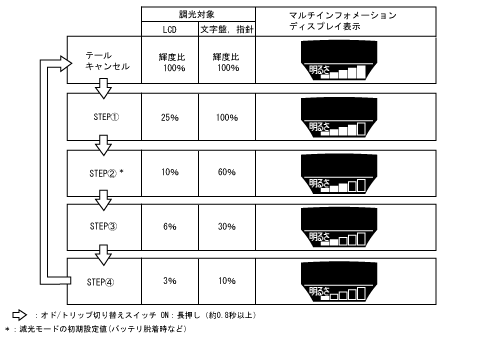 調光対象
マルチインフォメーション
ディスプレイ表示
LCD
文字盤, 指針
テール
キャンセル
輝度比
100%
輝度比
100%
明るさ
STEP①
25%
100%
明るさ
STEP② *
10%
60%
明るさ
STEP③
6%
30%
明るさ
STEP④
3%
10%
明るさ
：オド/トリップ切り替えスイッチ ON：長押し（約0.8秒以上）
*：減光モードの初期設定値(バッテリ脱着時など)